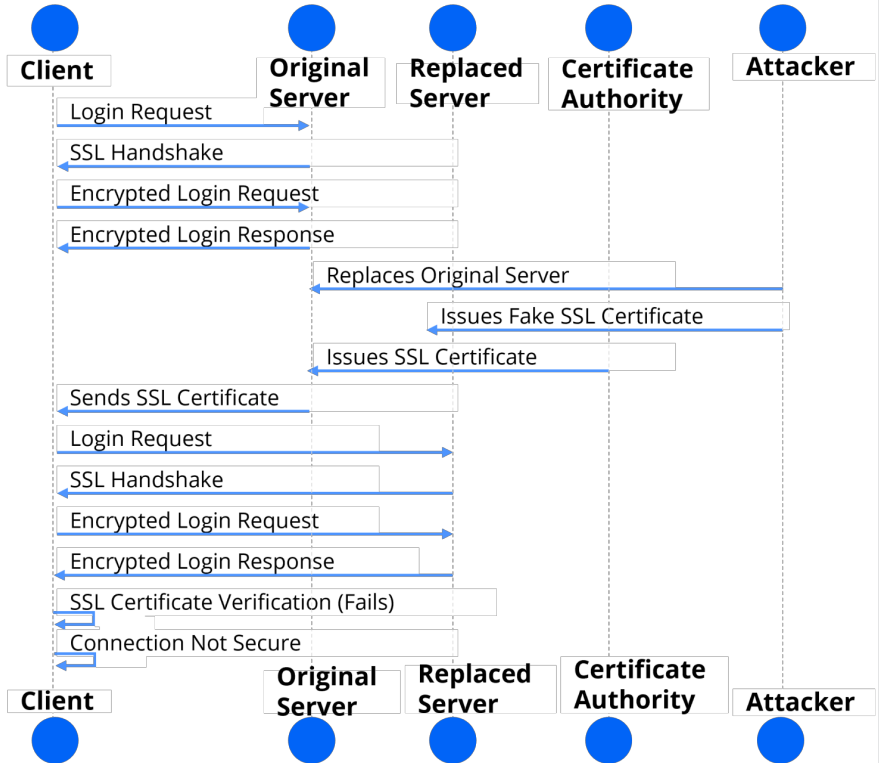 Client
Original
Server
Replaced
Server
Certificate
Authority
Attacker
Login Request
SSL Handshake
Encrypted Login Request
Encrypted Login Response
Replaces Original Server
Issues Fake SSL Certificate
Issues SSL Certificate
Sends SSL Certificate
Login Request
SSL Handshake
Encrypted Login Request
Encrypted Login Response
SSL Certificate Verification (Fails)
Connection Not Secure
Client
Original
Server
Replaced
Server
Certificate
Authority
Attacker